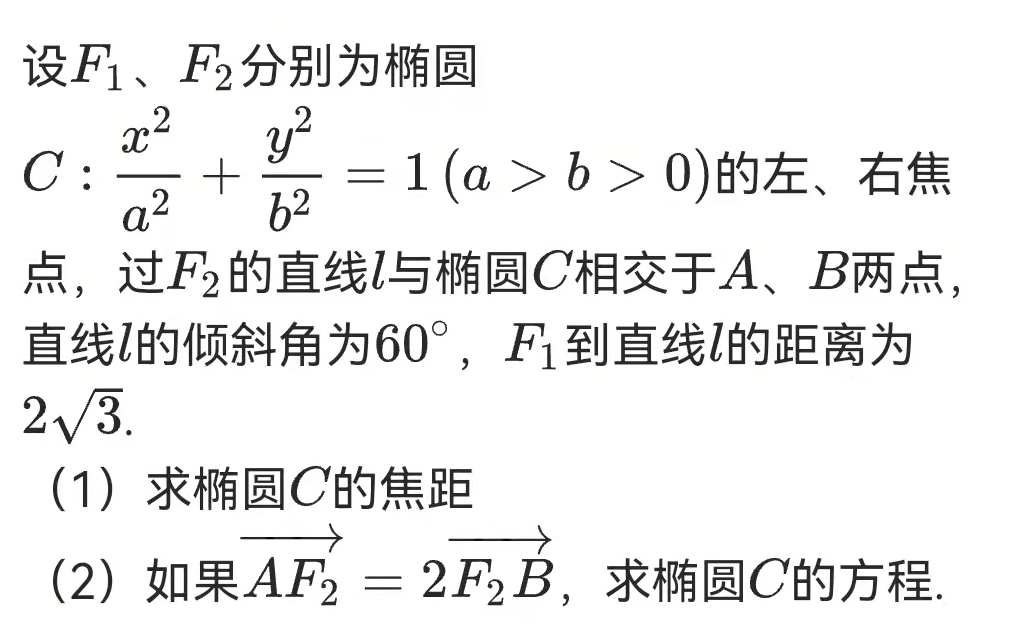 设$F_1$、$F_2$分别为椭圆
$C:\dfrac{x^2}{a^2}+\dfrac{y^2}{b^2}=1(a>b>0)$的左、右焦
点，过$F_2$的直线$l$与椭圆$C$相交于$A$、$B$两点，
直线$l$的倾斜角为$60^\circ$，$F_1$到直线$l$的距离为
$2\sqrt{3}$.
（1）求椭圆$C$的焦距
（2）如果$\overrightarrow{AF_2}=2\overrightarrow{F_2B}$，求椭圆$C$的方程.